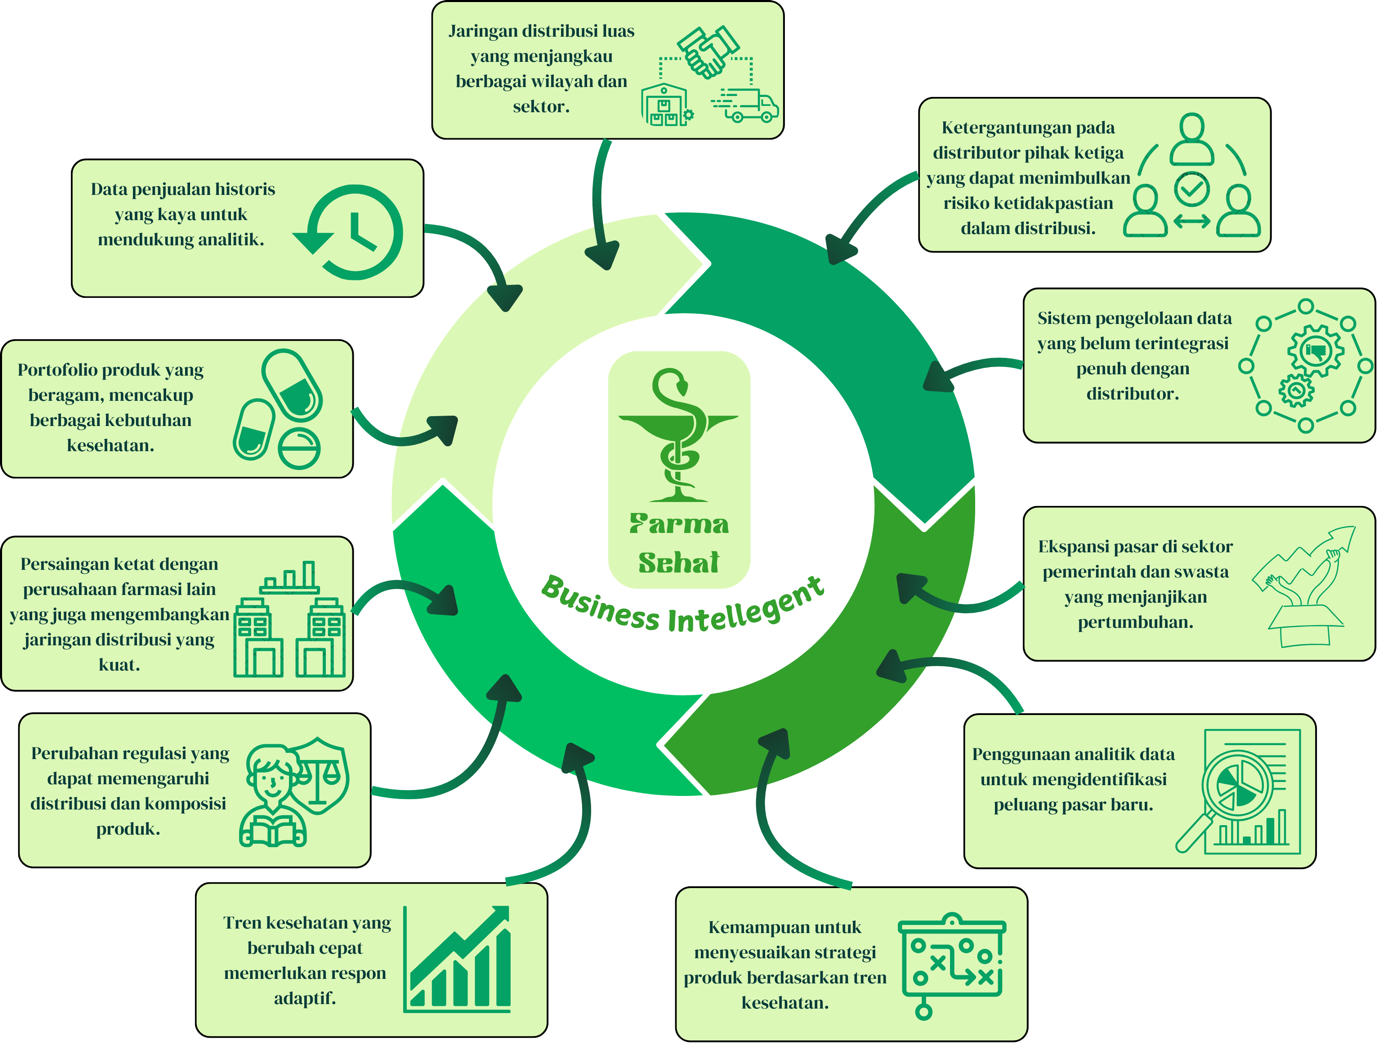 Jaringan distribusi luas
yang menjangkau
berbagai wilayah dan
sektor.
Ketergantungan pada
distributor pihak ketiga
yang dapat menimbulkan
risiko ketidakpastian
dalam distribusi.
Data penjualan historis
yang kaya untuk
mendukung analitik.
Sistem pengelolaan data
yang belum terintegrasi
penuh dengan
distributor.
Portofolio produk yang
beragam, mencakup
berbagai kebutuhan
kesehatan.
Farma
Sehat
Business Intellegent
Persaingan ketat dengan
perusahaan farmasi lain
yang juga mengembangkan
jaringan distribusi yang
kuat.
Ekspansi pasar di sektor
pemerintah dan swasta
yang menjanjikan
pertumbuhan.
Perubahan regulasi yang
dapat memengaruhi
distribusi dan komposisi
produk.
Penggunaan analitik data
untuk mengidentifikasi
peluang pasar baru.
Tren kesehatan yang
berubah cepat
memerlukan respon
adaptif.
Kemampuan untuk
menyesuaikan strategi
produk berdasarkan tren
kesehatan.